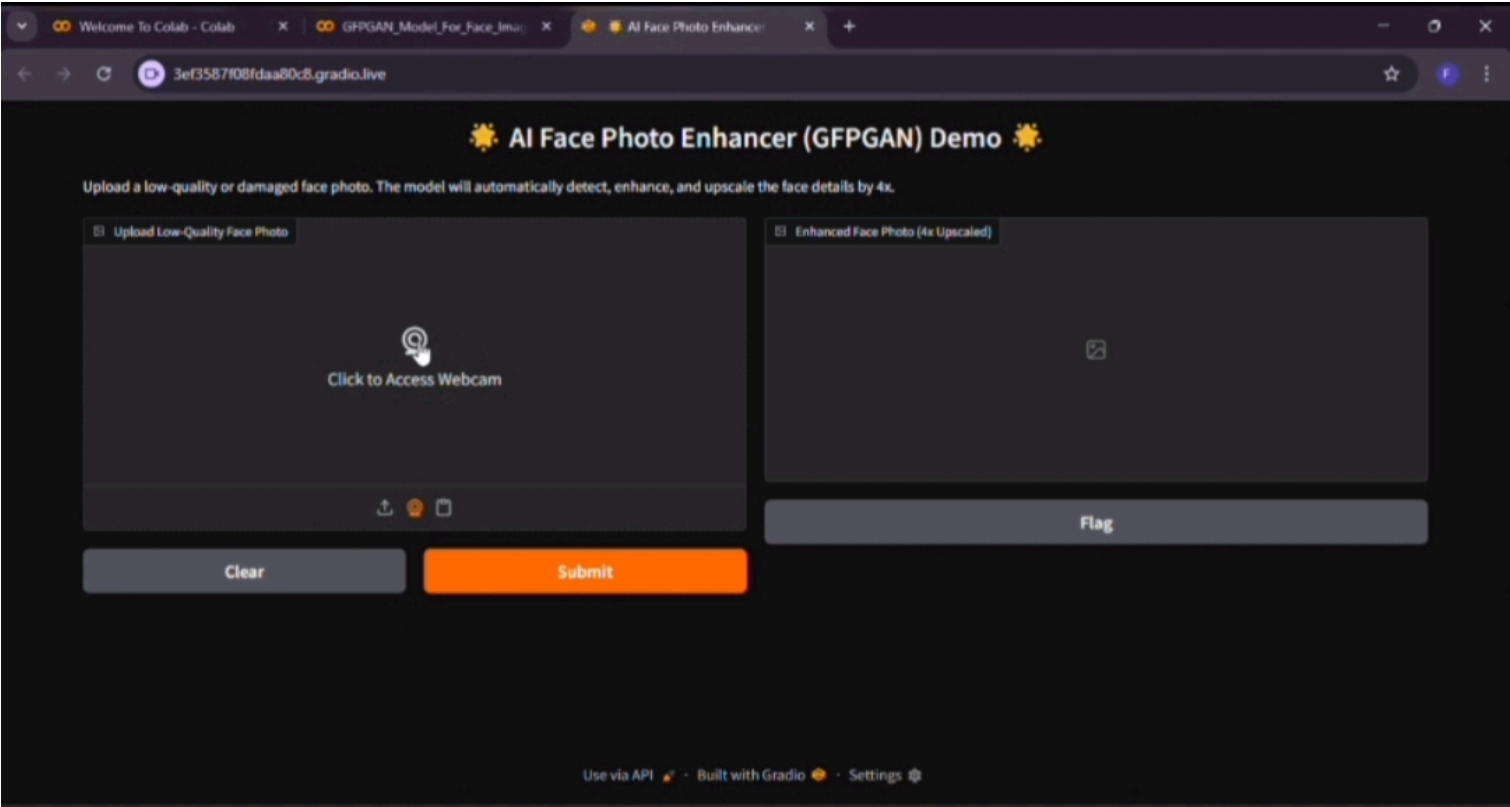 Welcome To Colab - Colab
GFPGAN_Model_For_Face_Imag
AI Face Photo Enhancer
3ef3587f08fdaa80c8.gradio.live
F
🌟 AI Face Photo Enhancer (GFPGAN) Demo 🌟
Upload a low-quality or damaged face photo. The model will automatically detect, enhance, and upscale the face details by 4x.
Upload Low-Quality Face Photo
Enhanced Face Photo (4x Upscaled)
Click to Access Webcam
Flag
Clear
Submit
Use via API 🚀 · Built with Gradio · Settings